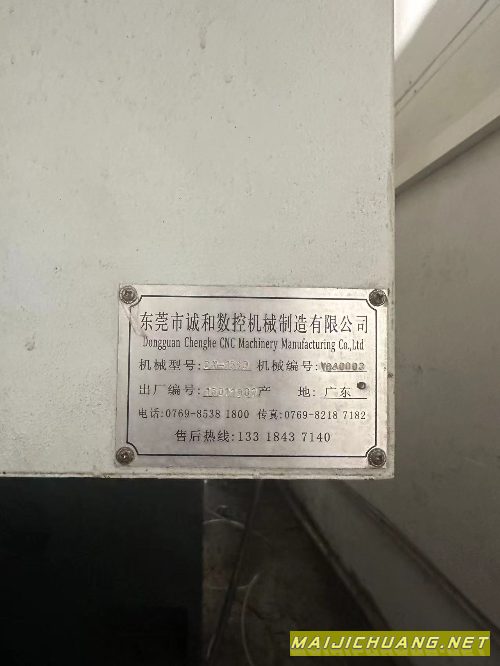 东莞市诚和数控机械制造有限公司
Dongguan Chenghe CNC Machinery Manufacturing Co.,Ltd
机械型号: 机械编号:
出厂编号: 产 地:广东
电话:0769-8538 1800 传真:0769-8218 7182
售后热线:133 1843 7140
MAIJICHUANG.NET